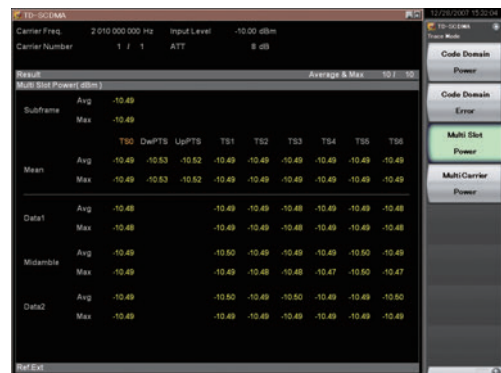 TD-SCDMA
12/28/2007 15:32:04
Carrier Freq. 2 010 000 000 Hz Input Level -10.00 dBm
Carrier Number 1 / 1 ATT 8 dB
Result Average & Max 10 / 10
Multi Slot Power( dBm )
Subframe Avg -10.49
Max -10.49
TS0 DwPTS UpPTS TS1 TS2 TS3 TS4 TS5 TS6
Mean Avg -10.49 -10.53 -10.52 -10.49 -10.49 -10.49 -10.49 -10.49 -10.49
Max -10.49 -10.53 -10.52 -10.49 -10.49 -10.49 -10.49 -10.49 -10.49
Data1 Avg -10.48 -10.49 -10.49 -10.48 -10.49 -10.49 -10.48
Max -10.48 -10.49 -10.49 -10.48 -10.49 -10.49 -10.48
Midamble Avg -10.49 -10.50 -10.49 -10.49 -10.49 -10.50 -10.49
Max -10.49 -10.49 -10.48 -10.48 -10.47 -10.50 -10.47
Data2 Avg -10.49 -10.50 -10.50 -10.50 -10.49 -10.49 -10.50
Max -10.49 -10.49 -10.49 -10.49 -10.49 -10.49 -10.49
Ref.Ext
TD-SCDMA
Trace Mode
Code Domain
Power
Code Domain
Error
Multi Slot
Power
Multi Carrier
Power